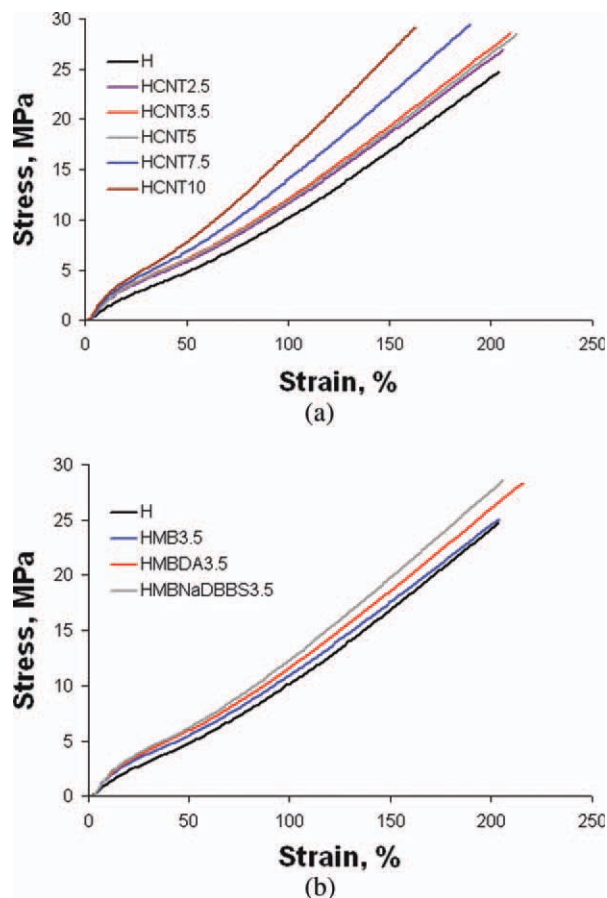 30
25
20
15
10
5
0
Stress, MPa
H
HCNT2.5
HCNT3.5
HCNT5
HCNT7.5
HCNT10
0 50 100 150 200 250
Strain, %
(a)
30
25
20
15
10
5
0
Stress, MPa
H
HMB3.5
HMBDA3.5
HMBNaDBBS3.5
0 50 100 150 200 250
Strain, %
(b)